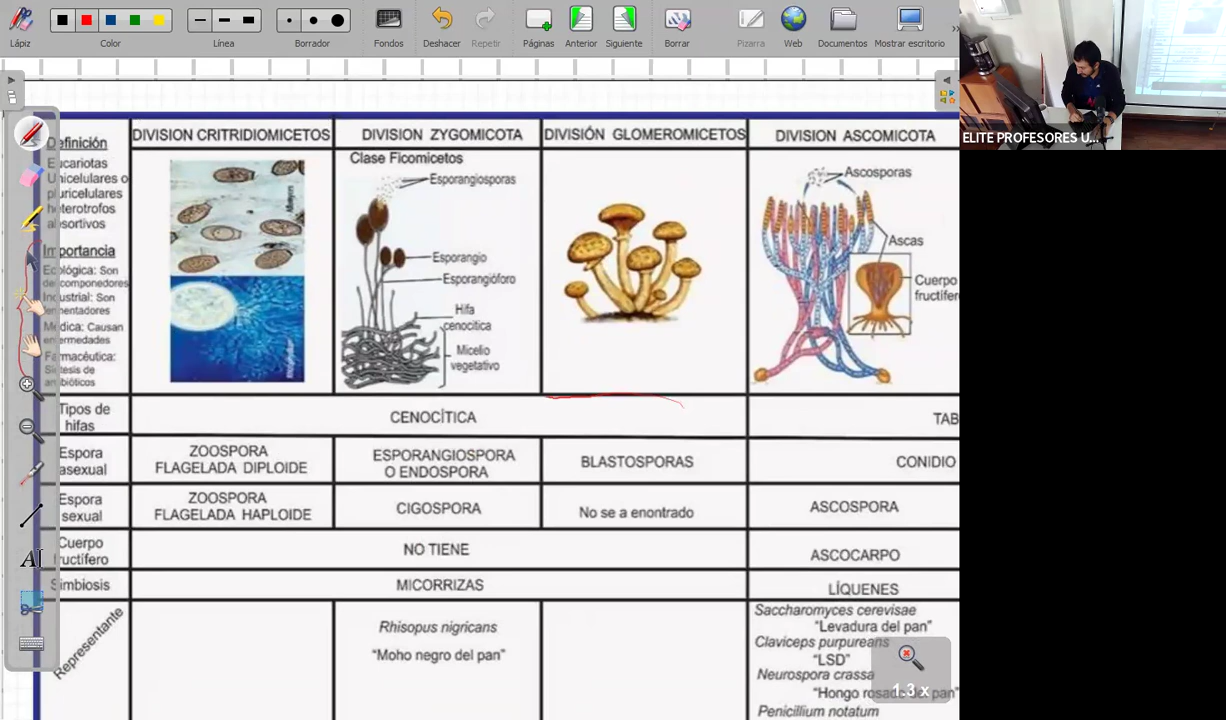 Lápiz
Color
Línea
Borrador
Fondos
Deshacer
Repetir
Páginas
Anterior
Siguiente
Borrar
Pizarra
Web
Documentos
Mostrar escritorio
ELITE PROFESORES U...
Definición
Eucariotas
Unicelulares o
pluricelulares
heterotrofos
absortivos
Importancia
Ecológica: Son
descomponedores
Industrial: Son
fermentadores
Médica: Causan
enfermedades
Farmacéutica:
Síntesis de
antibióticos
DIVISION CRITRIDIOMICETOS
DIVISION ZYGOMICOTA
DIVISIÓN GLOMEROMICETOS
DIVISION ASCOMICOTA
Clase Ficomicetos
Esporangiosporas
Esporangio
Esporangióforo
Hifa
cenocítica
Micelio
vegetativo
Ascosporas
Ascas
Cuerpo
fructífer
Tipos de
hifas
CENOCÍTICA
TAB
Espora
asexual
ZOOSPORA
FLAGELADA DIPLOIDE
ESPORANGIOSPORA
O ENDOSPORA
BLASTOSPORAS
CONIDIO
Espora
sexual
ZOOSPORA
FLAGELADA HAPLOIDE
CIGOSPORA
No se a enontrado
ASCOSPORA
Cuerpo
fructífero
NO TIENE
ASCOCARPO
Simbiosis
MICORRIZAS
LÍQUENES
Representante
Rhisopus nigricans
“Moho negro del pan”
Saccharomyces cerevisae
“Levadura del pan”
Claviceps purpureans
“LSD”
Neurospora crassa
“Hongo rosado del pan”
Penicillium notatum
1.3 x
AI